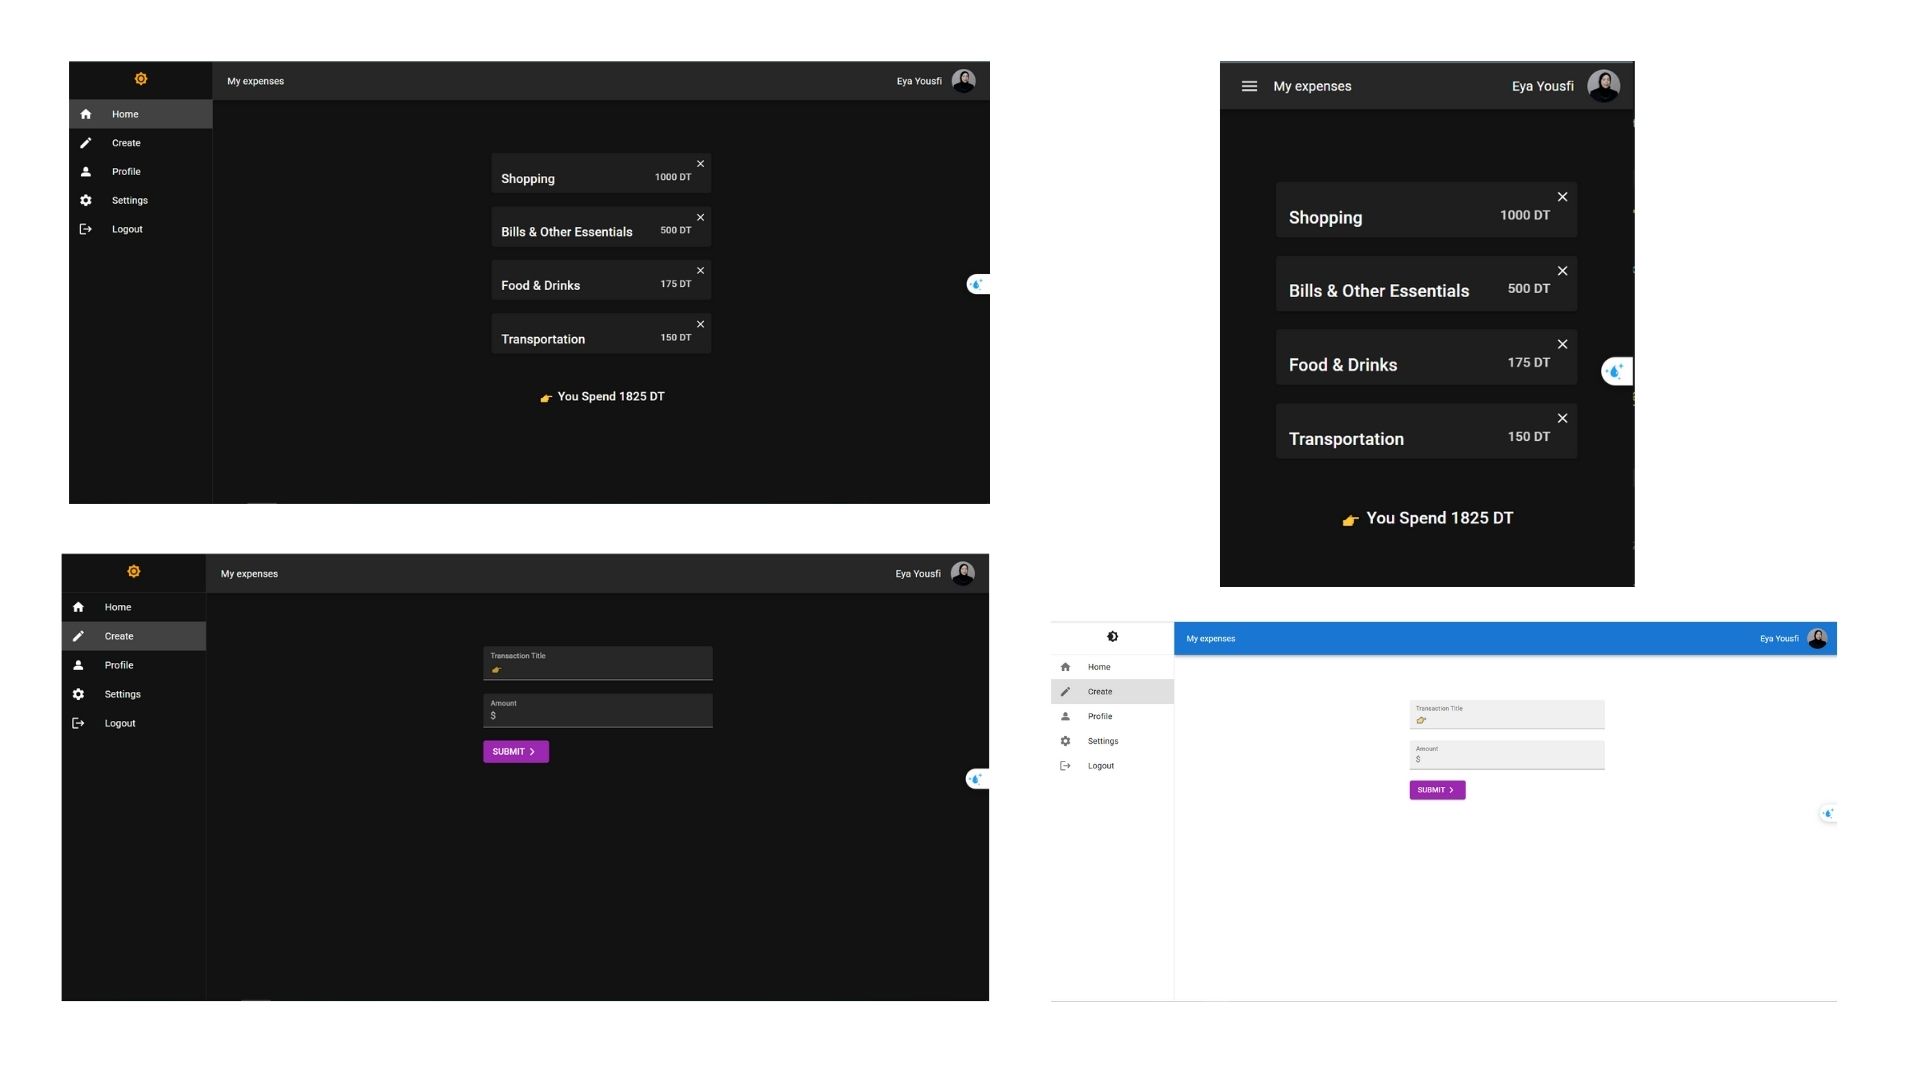 My expenses
Eya Yousfi
Home
Create
Profile
Settings
Logout
Shopping 1000 DT
Bills & Other Essentials 500 DT
Food & Drinks 175 DT
Transportation 150 DT
👉 You Spend 1825 DT
My expenses Eya Yousfi
Shopping 1000 DT
Bills & Other Essentials 500 DT
Food & Drinks 175 DT
Transportation 150 DT
👉 You Spend 1825 DT
My expenses Eya Yousfi
Home
Create
Profile
Settings
Logout
Transaction Title
👉
Amount
$
SUBMIT >
My expenses Eya Yousfi
Home
Create
Profile
Settings
Logout
Transaction Title
👉
Amount
$
SUBMIT >